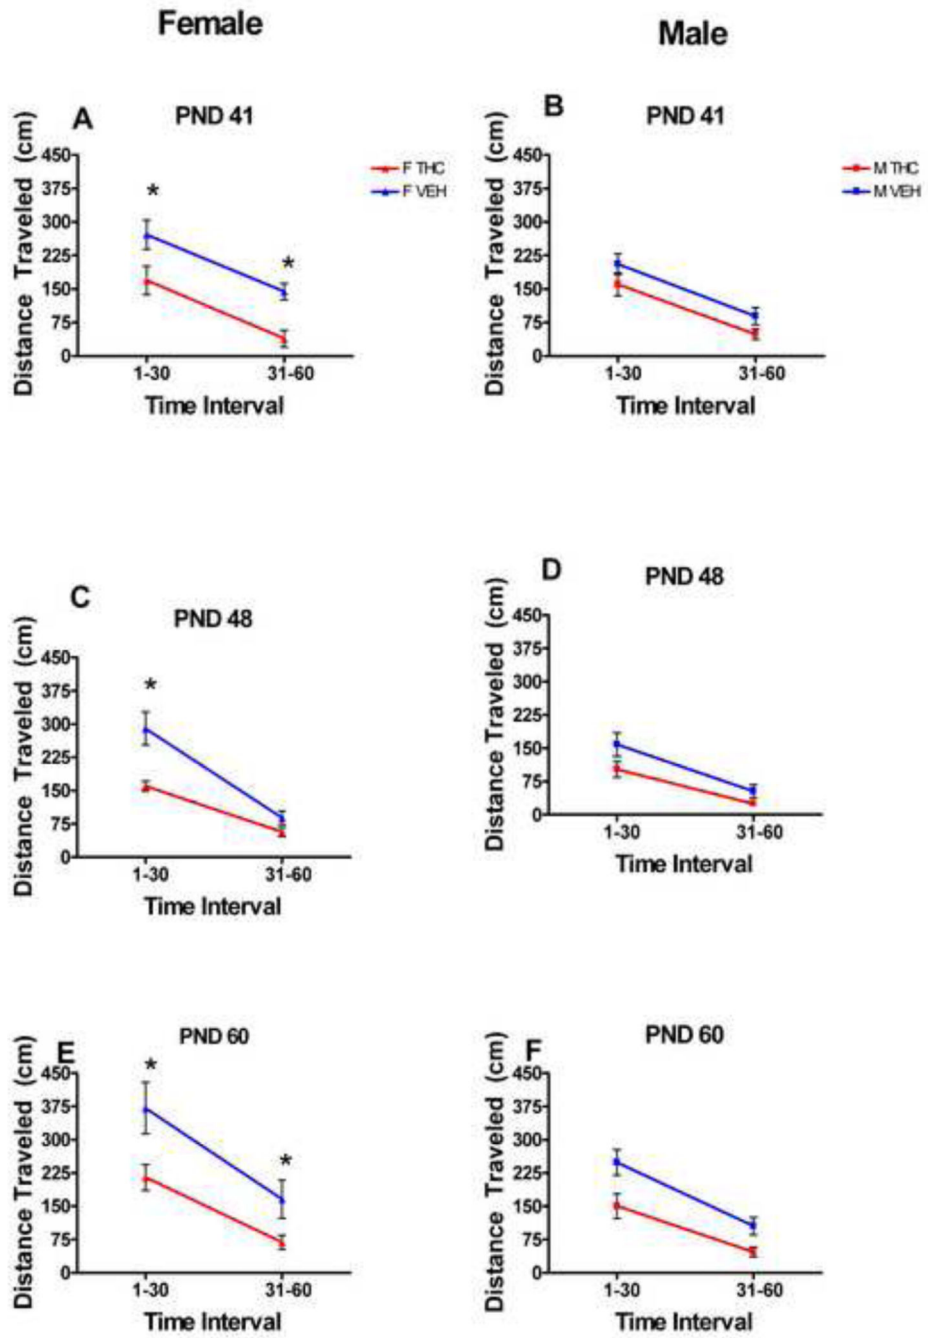 Female
Male
A
PND 41
Distance Traveled (cm)
450
375
300
225
150
75
0
*
*
F THC
F VEH
1-30
31-60
Time Interval
B
PND 41
Distance Traveled (cm)
450
375
300
225
150
75
0
M THC
M VEH
1-30
31-60
Time Interval
C
PND 48
Distance Traveled (cm)
450
375
300
225
150
75
0
*
1-30
31-60
Time Interval
D
PND 48
Distance Traveled (cm)
450
375
300
225
150
75
0
1-30
31-60
Time Interval
E
PND 60
Distance Traveled (cm)
450
375
300
225
150
75
0
*
*
1-30
31-60
Time Interval
F
PND 60
Distance Traveled (cm)
450
375
300
225
150
75
0
1-30
31-60
Time Interval